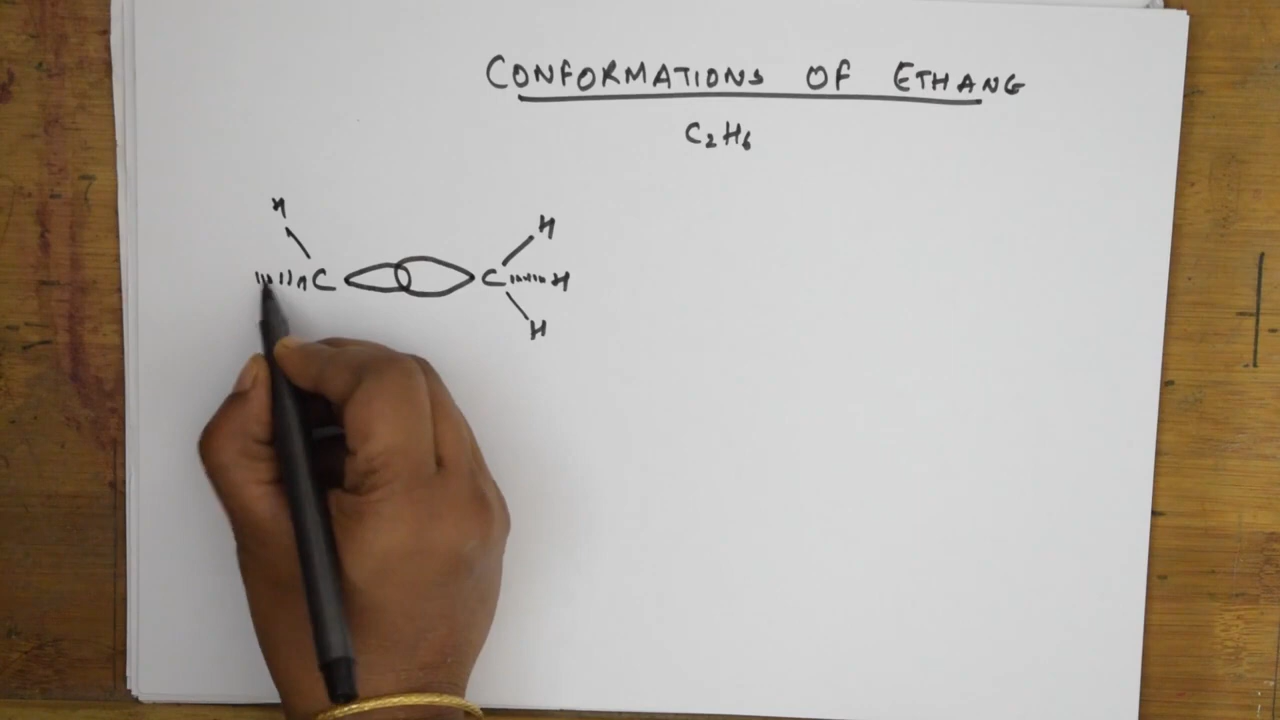 CONFORMATIONS OF ETHANE
C₂H₆
H
H
C C H
H